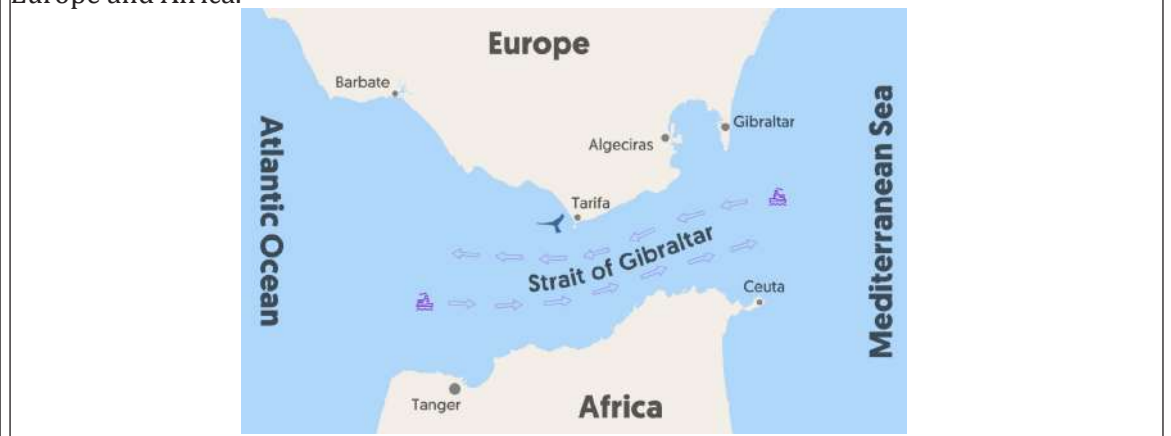 Europe and Africa.
Europe
Barbate
Gibraltar
Algeciras
Tarifa
Atlantic Ocean
Mediterranean Sea
Strait of Gibraltar
Ceuta
Tanger
Africa